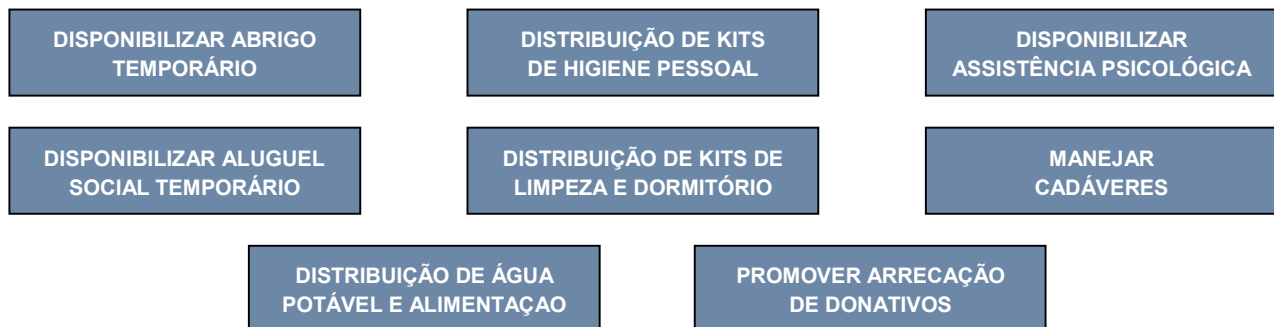 DISPONIBILIZAR ABRIGO
TEMPORÁRIO
DISTRIBUIÇÃO DE KITS
DE HIGIENE PESSOAL
DISPONIBILIZAR
ASSISTÊNCIA PSICOLÓGICA
DISPONIBILIZAR ALUGUEL
SOCIAL TEMPORÁRIO
DISTRIBUIÇÃO DE KITS DE
LIMPEZA E DORMITÓRIO
MANEJAR
CADÁVERES
DISTRIBUIÇÃO DE ÁGUA
POTÁVEL E ALIMENTAÇAO
PROMOVER ARRECAÇÃO
DE DONATIVOS